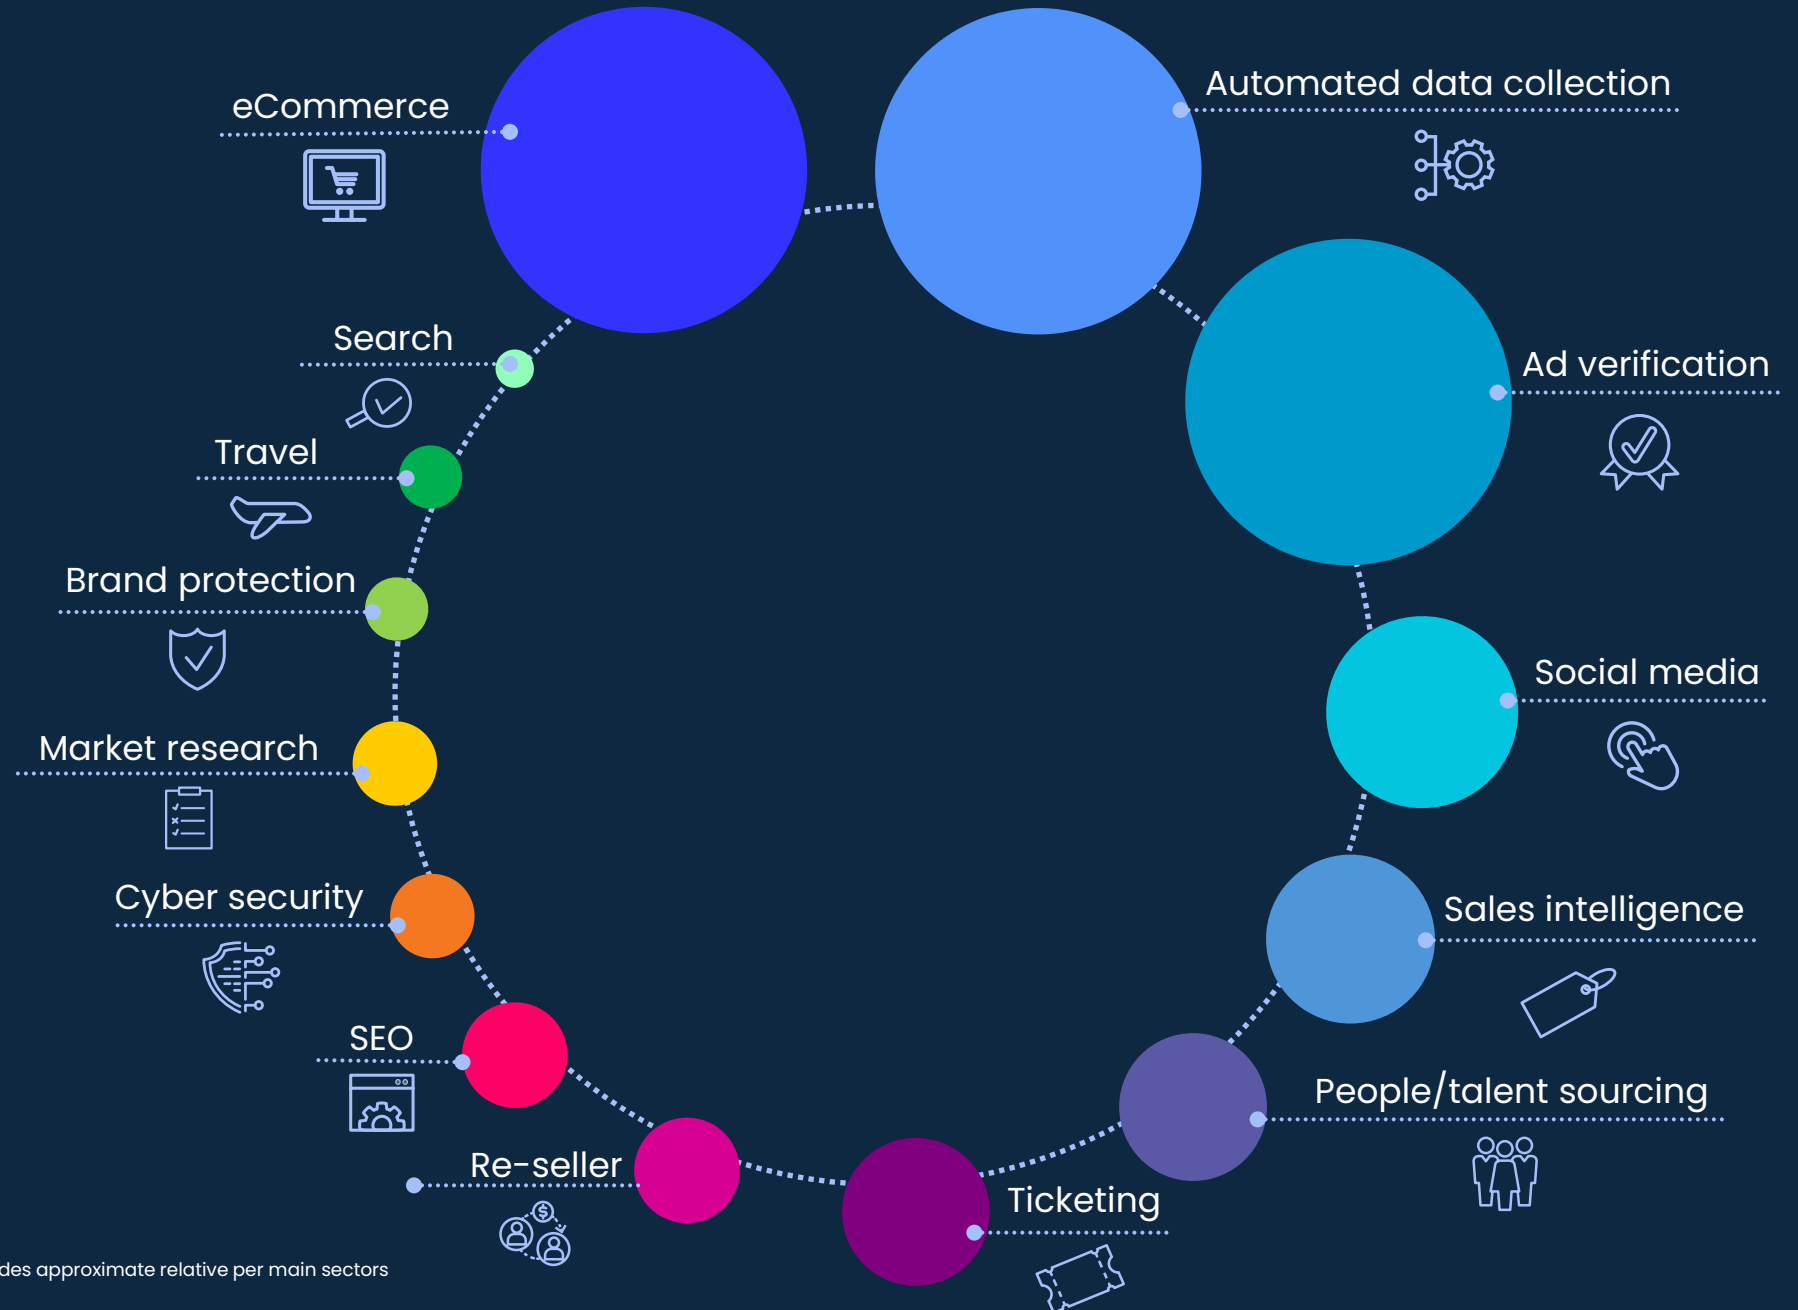 eCommerce
Automated data collection
Search
Ad verification
Travel
Brand protection
Social media
Market research
Cyber security
Sales intelligence
SEO
People/talent sourcing
Re-seller
Ticketing
approximate relative per main sectors